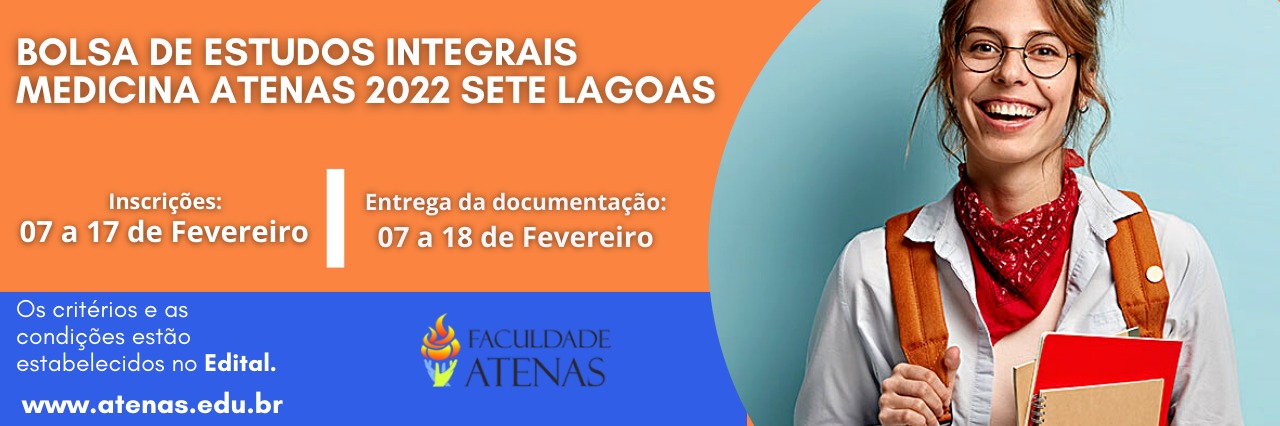 BOLSA DE ESTUDOS INTEGRAIS
MEDICINA ATENAS 2022 SETE LAGOAS
Inscrições:
07 a 17 de Fevereiro
Entrega da documentação:
07 a 18 de Fevereiro
Os critérios e as
condições estão
estabelecidos no Edital.
www.atenas.edu.br
FACULDADE
ATENAS